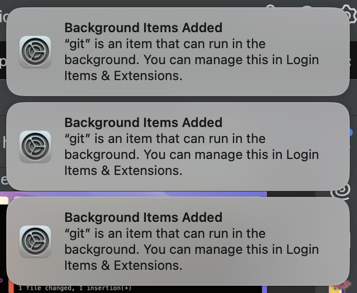 Background Items Added
“git” is an item that can run in the
background. You can manage this in Login
Items & Extensions.
Background Items Added
“git” is an item that can run in the
background. You can manage this in Login
Items & Extensions.
Background Items Added
“git” is an item that can run in the
background. You can manage this in Login
Items & Extensions.
1 file changed, 1 insertion(+)